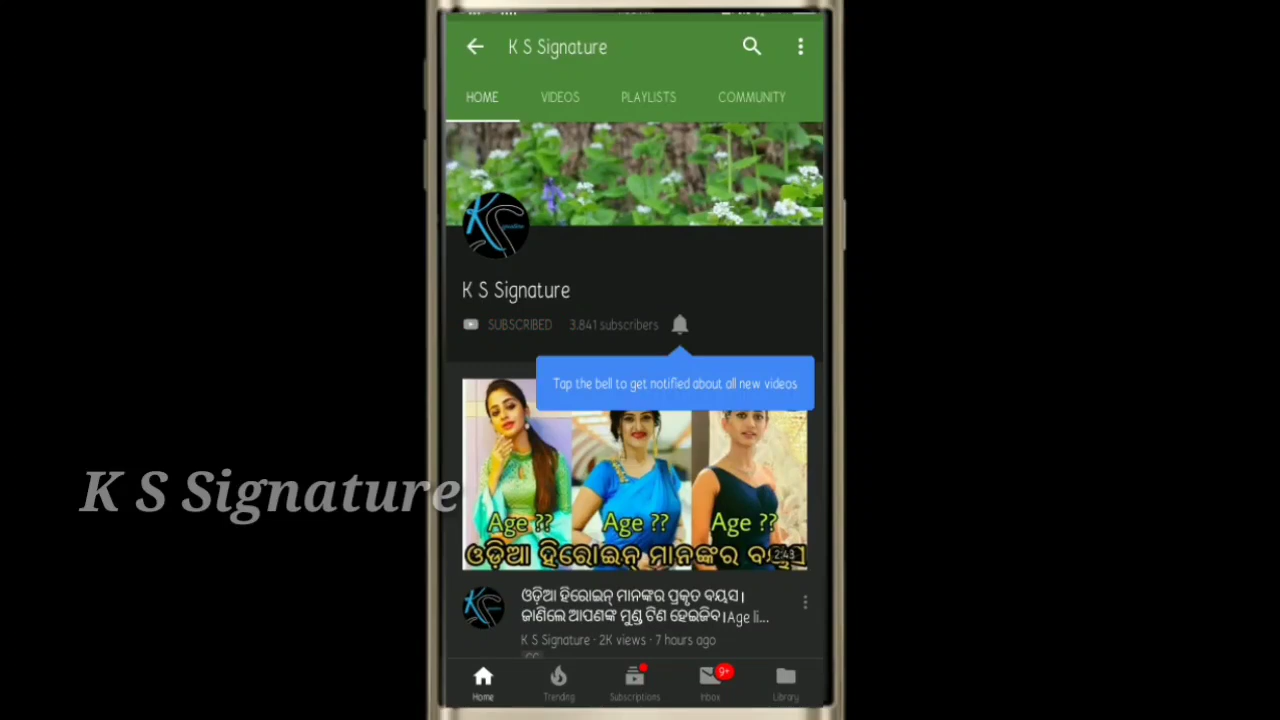 K S Signature
HOME VIDEOS PLAYLISTS COMMUNITY
K S Signature
SUBSCRIBED 3.841 subscribers
Tap the bell to get notified about all new videos
Age ?? Age ?? Age ??
ଓଡ଼ିଆ ହିରୋଇନ୍ ମାନଙ୍କର ବୟସ
2:43
ଓଡ଼ିଆ ହିରୋଇନ୍ ମାନଙ୍କର ପ୍ରକୃତ ବୟସ।
ଜାଣିଲେ ଆପଣଙ୍କ ମୁଣ୍ଡ ଟିଣ ହେଇଜିବ।Age li...
K S Signature · 2K views · 7 hours ago
CC
Home Trending Subscriptions Inbox Library
9+
K S Signature